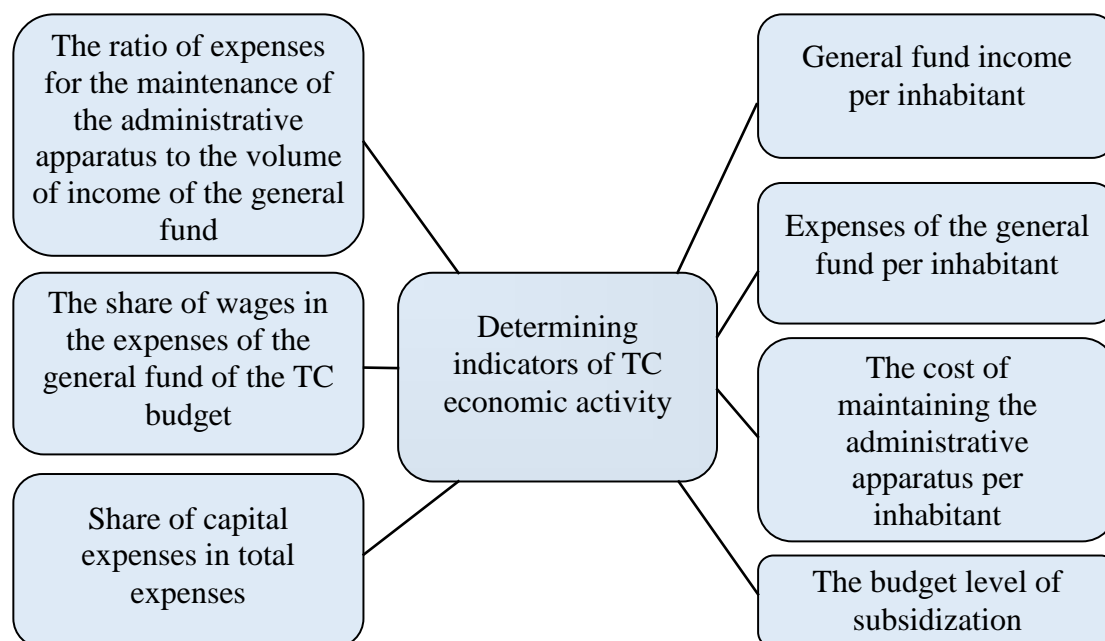 The ratio of expenses
for the maintenance of
the administrative
apparatus to the volume
of income of the general
fund
The share of wages in
the expenses of the
general fund of the TC
budget
Share of capital
expenses in total
expenses
Determining
indicators of TC
economic activity
General fund income
per inhabitant
Expenses of the general
fund per inhabitant
The cost of
maintaining the
administrative
apparatus per
inhabitant
The budget level of
subsidization